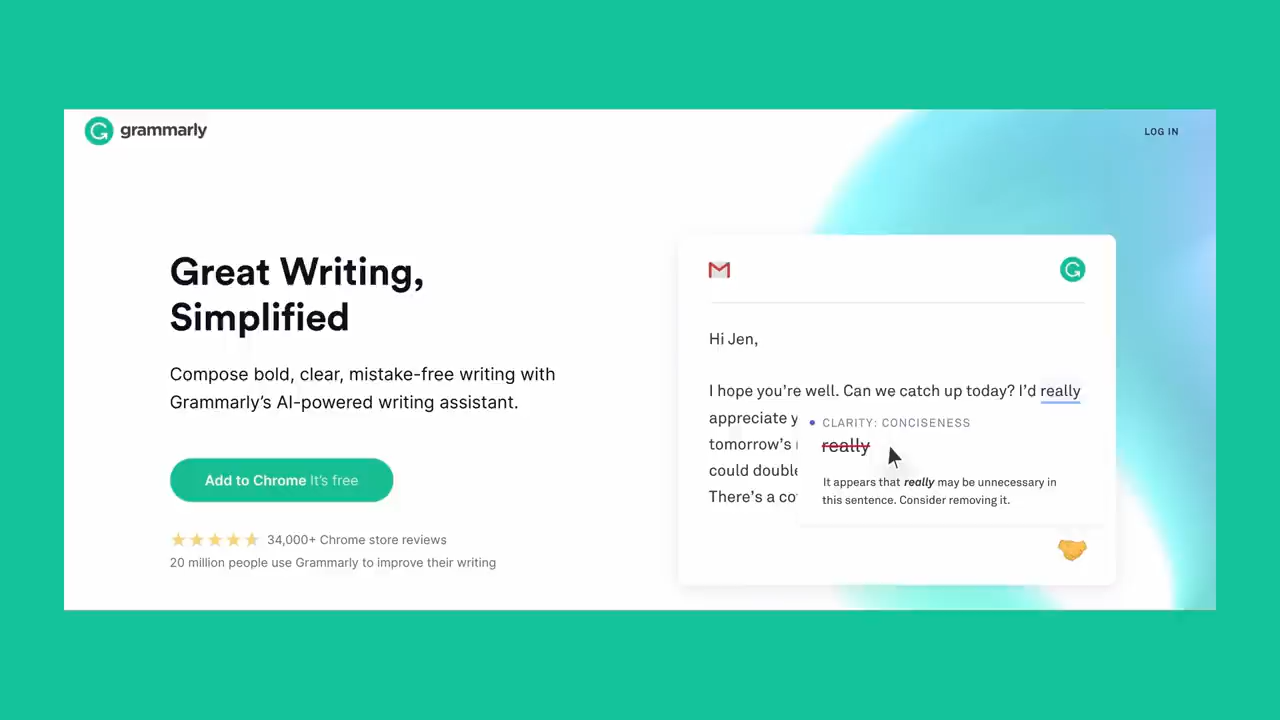 grammarly
LOG IN
Great Writing,
Simplified
Compose bold, clear, mistake-free writing with
Grammarly's AI-powered writing assistant.
Add to Chrome It's free
34,000+ Chrome store reviews
20 million people use Grammarly to improve their writing
Hi Jen,
I hope you're well. Can we catch up today? I'd really
appreciate
tomorrow's
could double
There's a
CLARITY: CONCISENESS
really
It appears that really may be unnecessary in
this sentence. Consider removing it.